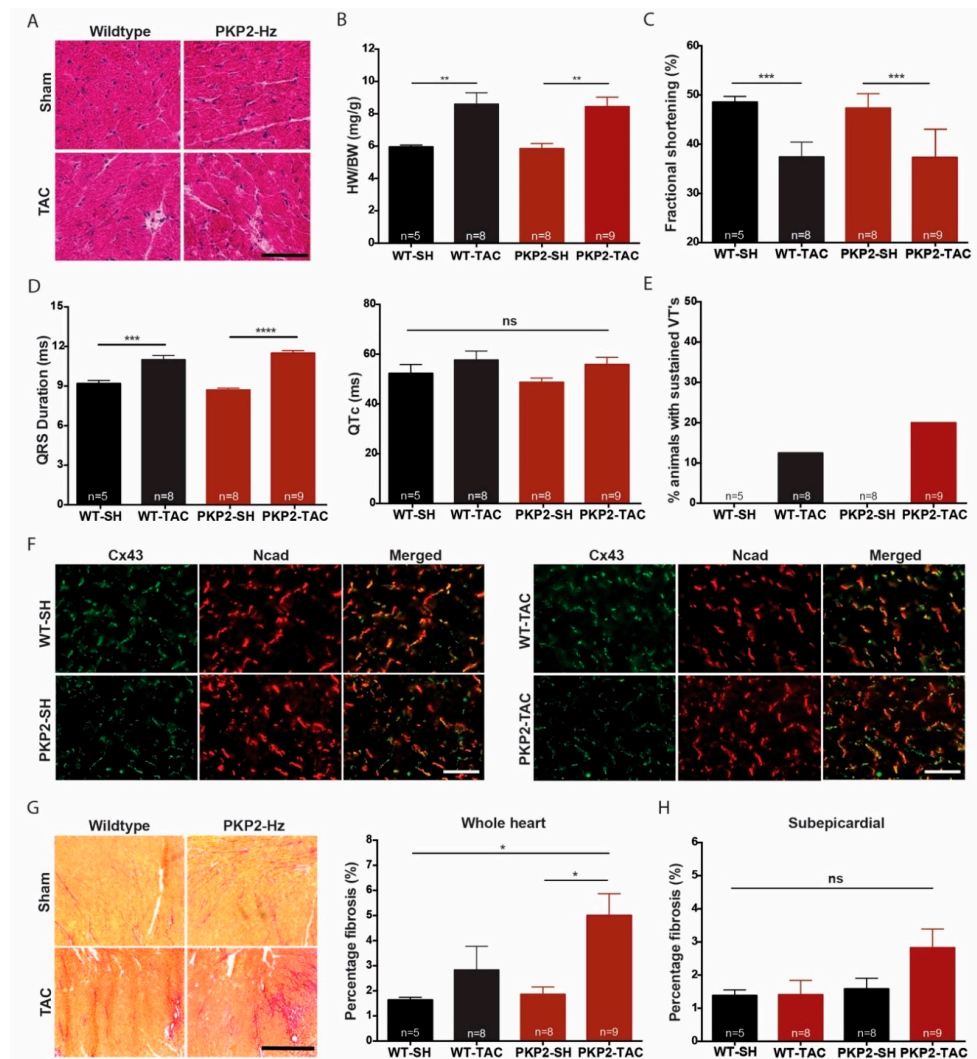 A
Wildtype PKP2-Hz
Sham
TAC
B
HW/BW (mg/g)
12
10
8
6
4
2
0
** **
n=5 n=8 n=8 n=9
WT-SH WT-TAC PKP2-SH PKP2-TAC
C
Fractional shortening (%)
60
50
40
30
20
*** ***
n=5 n=8 n=8 n=9
WT-SH WT-TAC PKP2-SH PKP2-TAC
D
QRS Duration (ms)
15
12
9
6
3
0
*** ****
n=5 n=8 n=8 n=9
WT-SH WT-TAC PKP2-SH PKP2-TAC
QTc (ms)
80
60
40
20
0
ns
n=5 n=8 n=8 n=9
WT-SH WT-TAC PKP2-SH PKP2-TAC
E
% animals with sustained VT's
50
40
30
20
10
0
n=5 n=8 n=8 n=9
WT-SH WT-TAC PKP2-SH PKP2-TAC
F
Cx43 Ncad Merged
WT-SH
PKP2-SH
Cx43 Ncad Merged
WT-TAC
PKP2-TAC
G
Wildtype PKP2-Hz
Sham
TAC
Whole heart
Percentage fibrosis (%)
8
7
6
5
4
3
2
1
0
*
*
n=5 n=8 n=8 n=9
WT-SH WT-TAC PKP2-SH PKP2-TAC
H
Subepicardial
Percentage fibrosis (%)
6
5
4
3
2
1
0
ns
n=5 n=8 n=8 n=9
WT-SH WT-TAC PKP2-SH PKP2-TAC